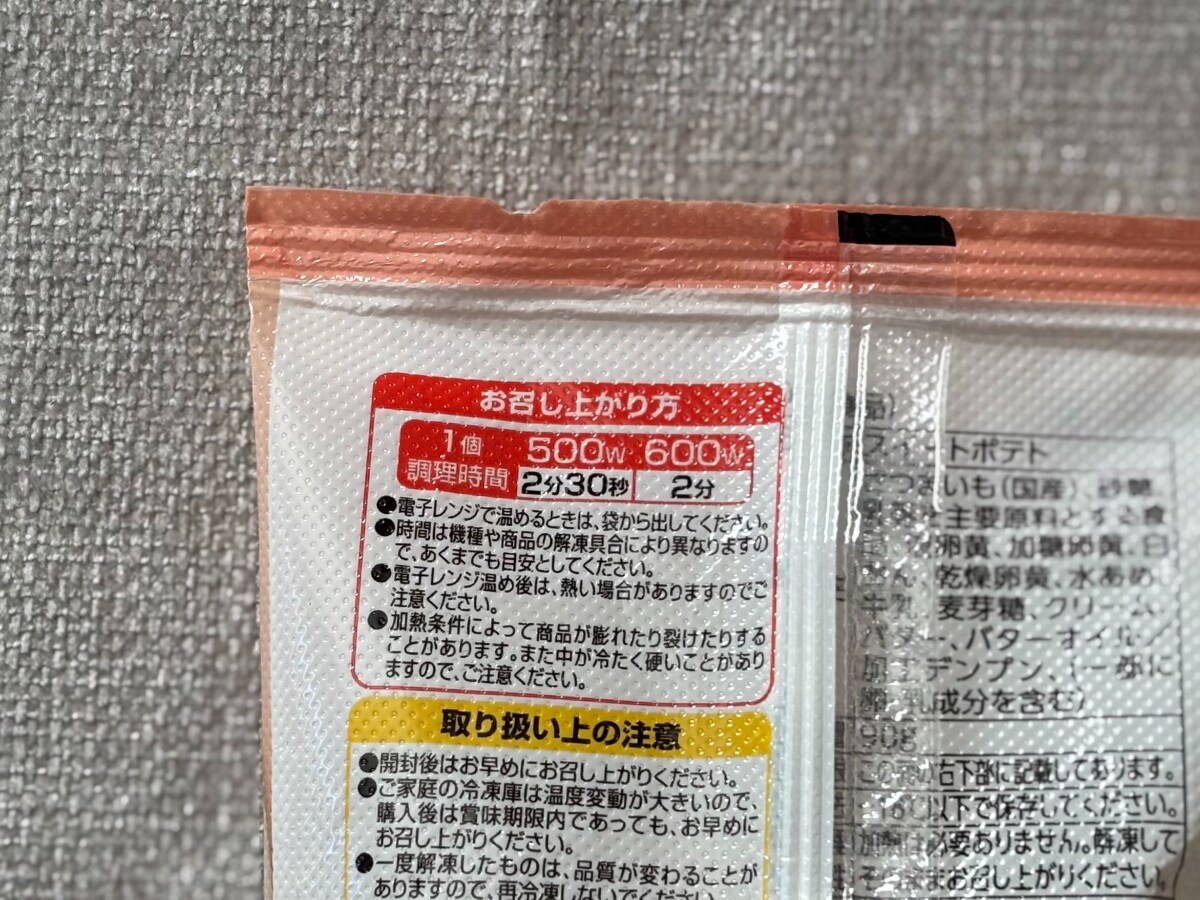 お召し上がり方
1個 500W 600W
調理時間 2分30秒 2分
●電子レンジで温めるときは、袋から出してください。
●時間は機種や商品の解凍具合により異なりますの
で、あくまでも目安としてください。
●電子レンジ温め後は、熱い場合がありますのでご
注意ください。
●加熱条件によって商品が膨れたり裂けたりする
ことがあります。また中が冷たく硬いことがあり
ますので、ご注意ください。
取り扱い上の注意
●開封後はお早めにお召し上がりください。
●ご家庭の冷凍庫は温度変動が大きいので、
購入後は賞味期限内であっても、お早めに
お召し上がりください。
●一度解凍したものは、品質が変わることが
ありますので、再冷凍しないでください
トポテト
いも(国産)、砂糖、
主要原料と
卵黄、加糖卵黄、白
乾燥卵黄、水あめ、
麦芽糖、クリーム、
、バターオイル
デンプン、(一部に
成分を含む)
90g
右下部に記載してあります。
以下で保存してください。
加熱は必要ありません。解凍して
そのままお召し上がりください。